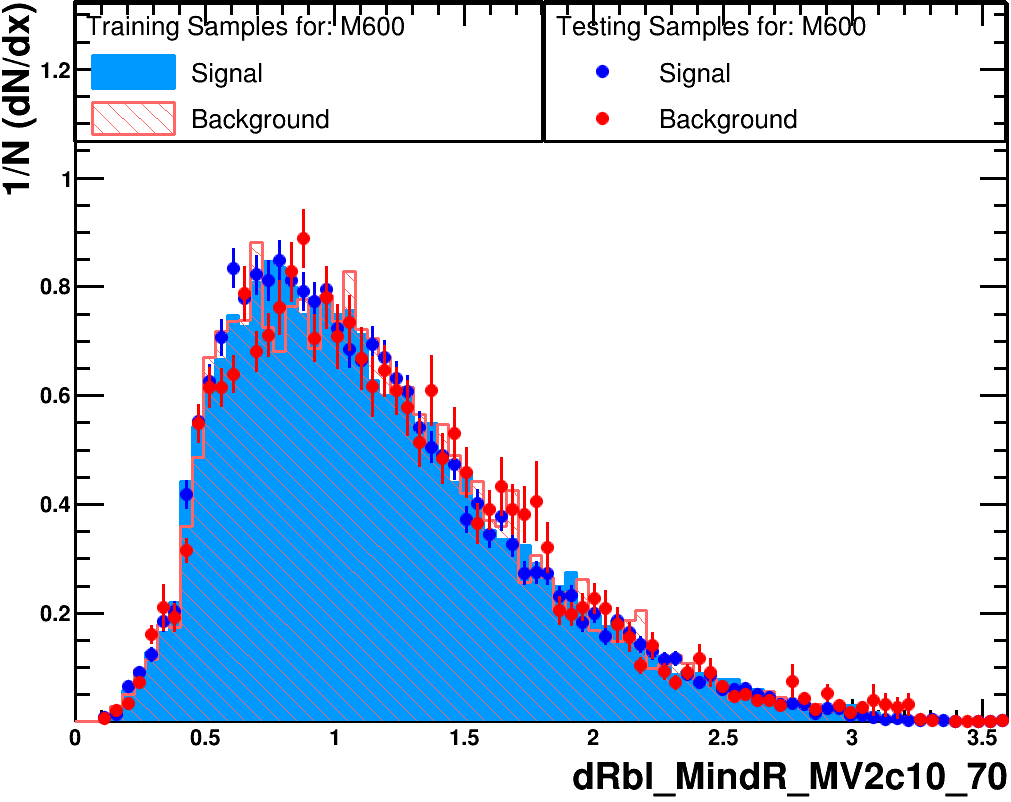 1/N (dN/dx)
Training Samples for: M600
Signal
Background
Testing Samples for: M600
Signal
Background
1.2
1
0.8
0.6
0.4
0.2
0 0.5 1 1.5 2 2.5 3 3.5
dRbl_MindR_MV2c10_70